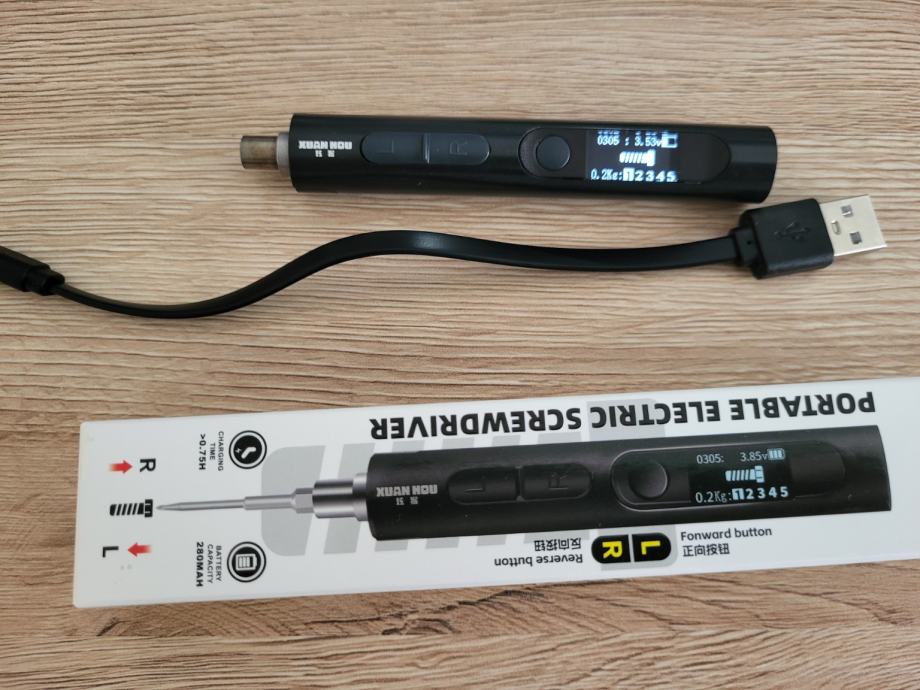 XUAN HOU
R
0305 : 3.53v
0.2Kg:12345
PORTABLE ELECTRIC SCREWDRIVER
CHARGING
TIME
>0.75H
R
L
BATTERY
CAPACITY
280MAH
XUAN HOU
L
R
0305: 3.85v
0.2Kg:12345
Reverse button
反向按钮
L
R
Fonward button
正向按钮